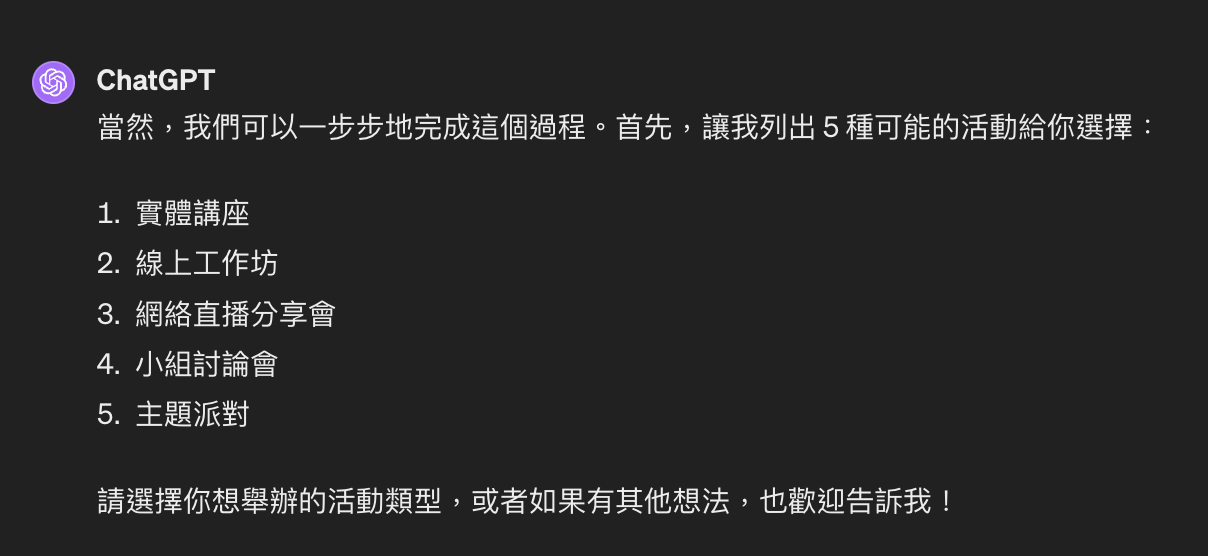 ChatGPT
當然，我們可以一步步地完成這個過程。首先，讓我列出 5 種可能的活動給你選擇：
1. 實體講座
2. 線上工作坊
3. 網絡直播分享會
4. 小組討論會
5. 主題派對
請選擇你想舉辦的活動類型，或者如果有其他想法，也歡迎告訴我！